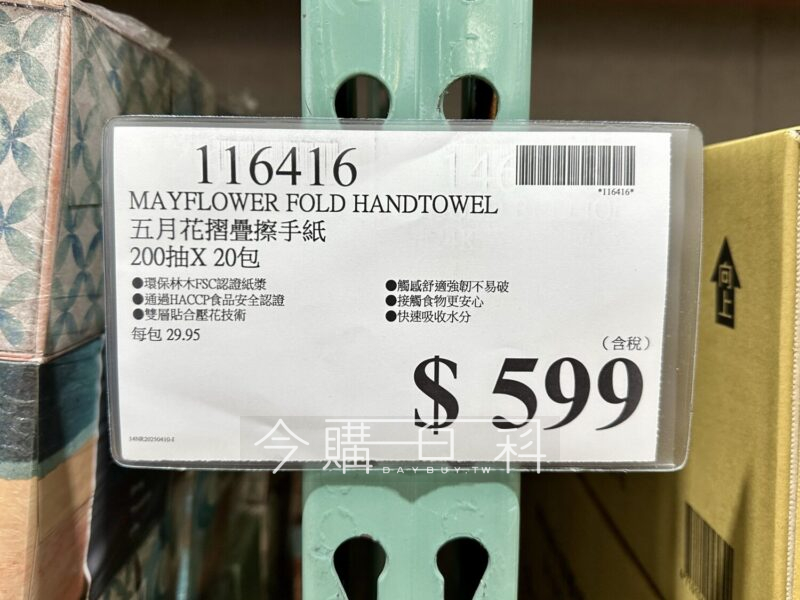 116416
*116416*
MAYFLOWER FOLD HANDTOWEL
五月花摺疊擦手紙
200抽X 20包
●環保林木FSC認證紙漿
●通過HACCP食品安全認證
●雙層貼合壓花技術
每包 29.95
●觸感舒適強韌不易破
●接觸食物更安心
●快速吸收水分
（含稅）
$ 599
今購百科
DAYBUY.TW
向上